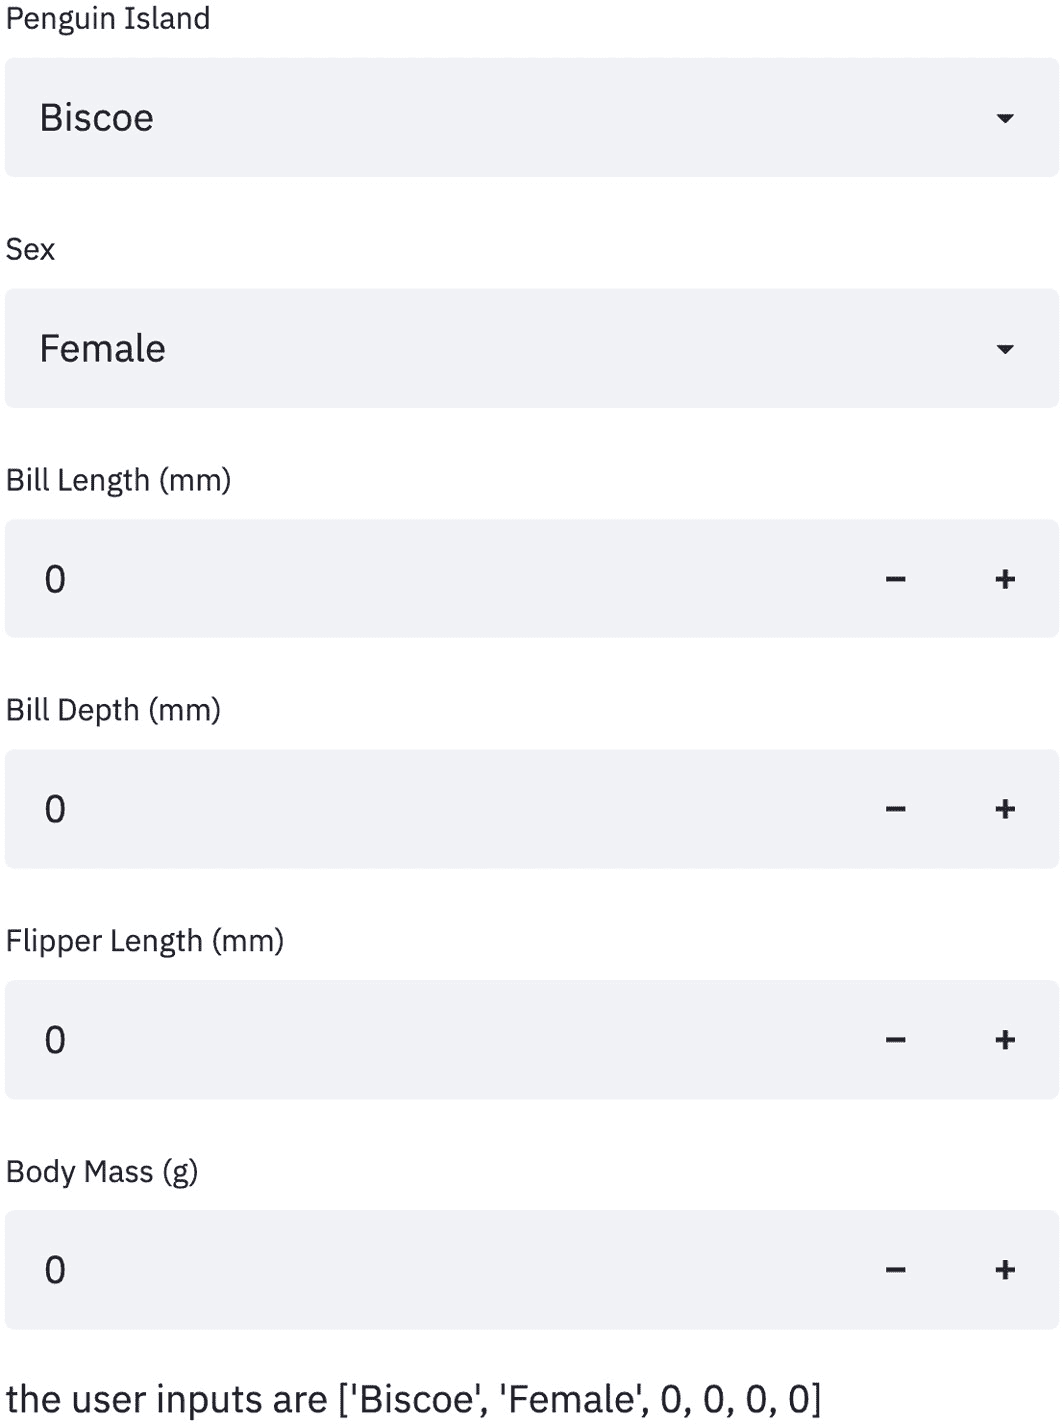 Penguin Island
Biscoe
Sex
Female
Bill Length (mm)
0 − +
Bill Depth (mm)
0 − +
Flipper Length (mm)
0 − +
Body Mass (g)
0 − +
the user inputs are ['Biscoe', 'Female', 0, 0, 0, 0]